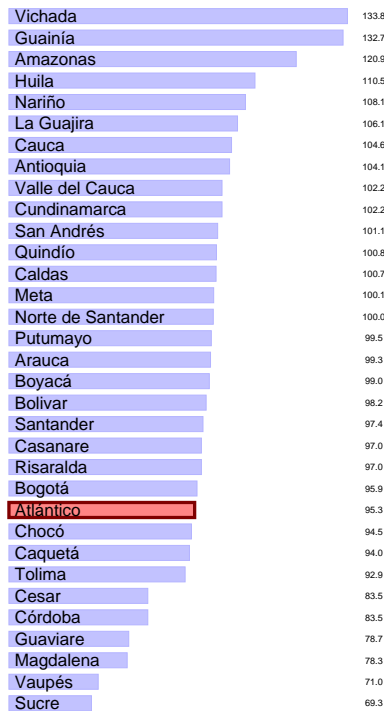 Vichada 133.8
Guainía 132.7
Amazonas 120.9
Huila 110.5
Nariño 108.1
La Guajira 106.1
Cauca 104.6
Antioquia 104.1
Valle del Cauca 102.2
Cundinamarca 102.2
San Andrés 101.1
Quindío 100.8
Caldas 100.7
Meta 100.1
Norte de Santander 100.0
Putumayo 99.5
Arauca 99.3
Boyacá 99.0
Bolivar 98.2
Santander 97.4
Casanare 97.0
Risaralda 97.0
Bogotá 95.9
Atlántico 95.3
Chocó 94.5
Caquetá 94.0
Tolima 92.9
Cesar 83.5
Córdoba 83.5
Guaviare 78.7
Magdalena 78.3
Vaupés 71.0
Sucre 69.3